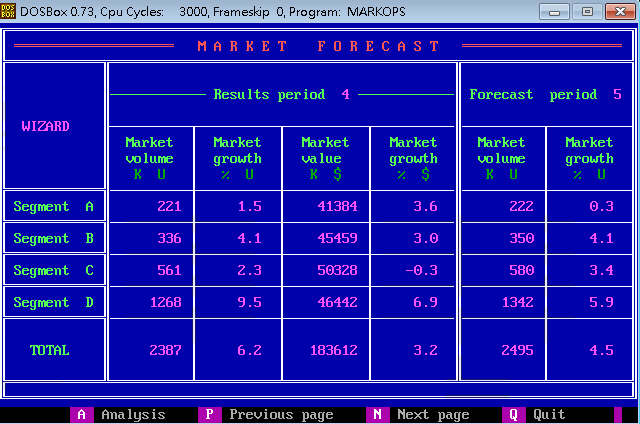 DOSBox 0.73, Cpu Cycles: 3000, Frameskip 0, Program: MARKOPS
MARKET FORECAST
Results period 4 Forecast period 5
WIZARD
Market Market Market Market Market Market
volume growth value growth volume growth
K U % U K $ % $ K U % U
Segment A 221 1.5 41384 3.6 222 0.3
Segment B 336 4.1 45459 3.0 350 4.1
Segment C 561 2.3 50328 -0.3 580 3.4
Segment D 1268 9.5 46442 6.9 1342 5.9
TOTAL 2387 6.2 183612 3.2 2495 4.5
A Analysis P Previous page N Next page Q Quit